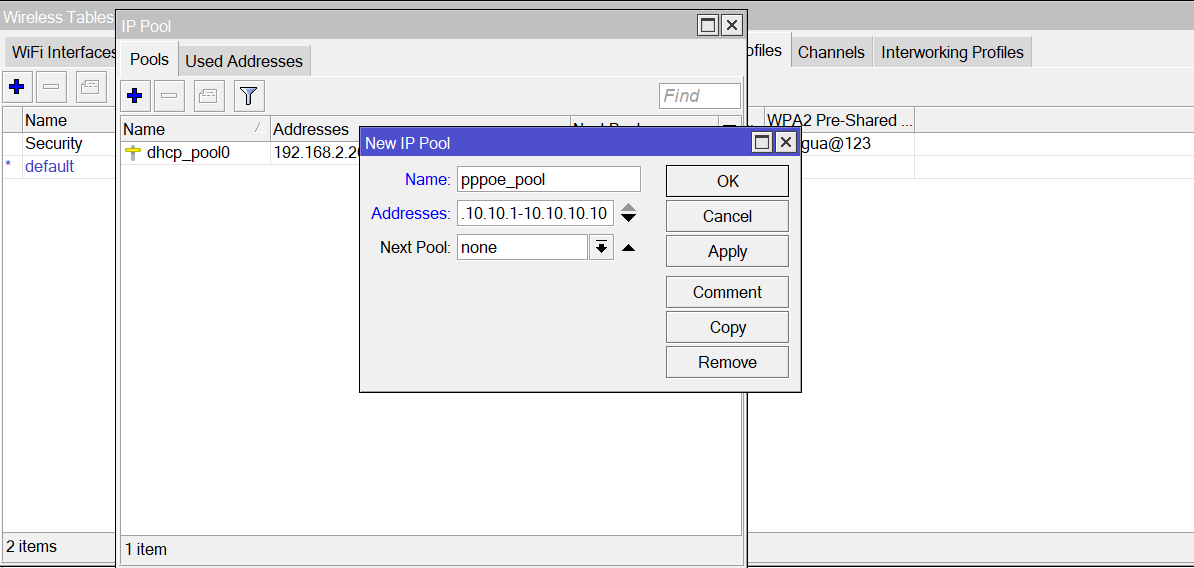 Wireless Tables
IP Pool
WiFi Interfaces
Pools
Used Addresses
ofiles
Channels
Interworking Profiles
Find
Name
Name
Addresses
WPA2 Pre-Shared ...
Security
dhcp_pool0
192.168.2.20
gua@123
* default
New IP Pool
Name: pppoe_pool
OK
Addresses: .10.10.1-10.10.10.10
Cancel
Next Pool: none
Apply
Comment
Copy
Remove
2 items
1 item